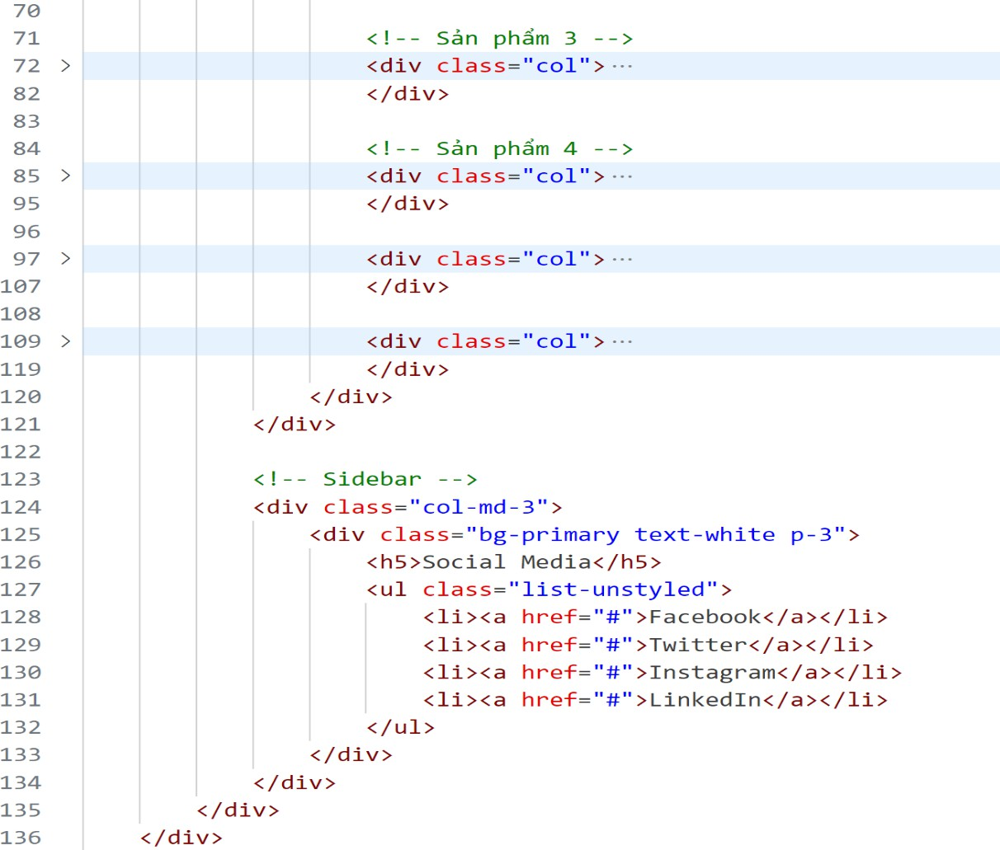 70
71 <!-- Sản phẩm 3 -->
72 > <div class="col">···
82 </div>
83
84 <!-- Sản phẩm 4 -->
85 > <div class="col">···
95 </div>
96
97 > <div class="col">···
107 </div>
108
109 > <div class="col">···
119 </div>
120 </div>
121 </div>
122
123 <!-- Sidebar -->
124 <div class="col-md-3">
125 <div class="bg-primary text-white p-3">
126 <h5>Social Media</h5>
127 <ul class="list-unstyled">
128 <li><a href="#">Facebook</a></li>
129 <li><a href="#">Twitter</a></li>
130 <li><a href="#">Instagram</a></li>
131 <li><a href="#">LinkedIn</a></li>
132 </ul>
133 </div>
134 </div>
135 </div>
136 </div>